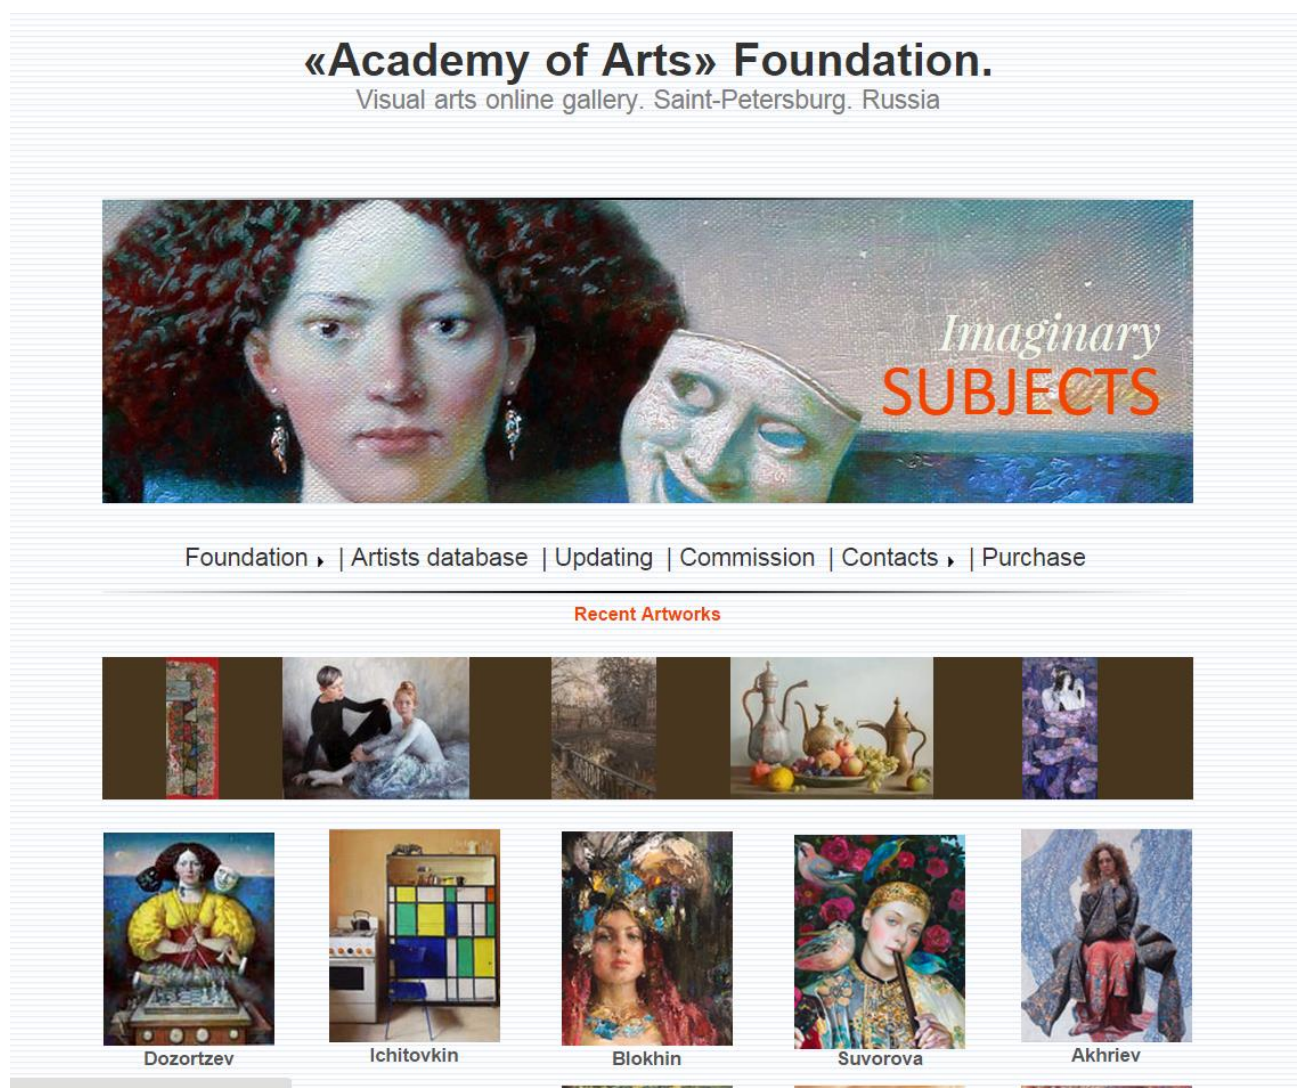 «Academy of Arts» Foundation.
Visual arts online gallery. Saint-Petersburg. Russia
Imaginary
SUBJECTS
Foundation | Artists database | Updating | Commission | Contacts | Purchase
Recent Artworks
Dozortzev
Ichitovkin
Blokhin
Suvorova
Akhriev